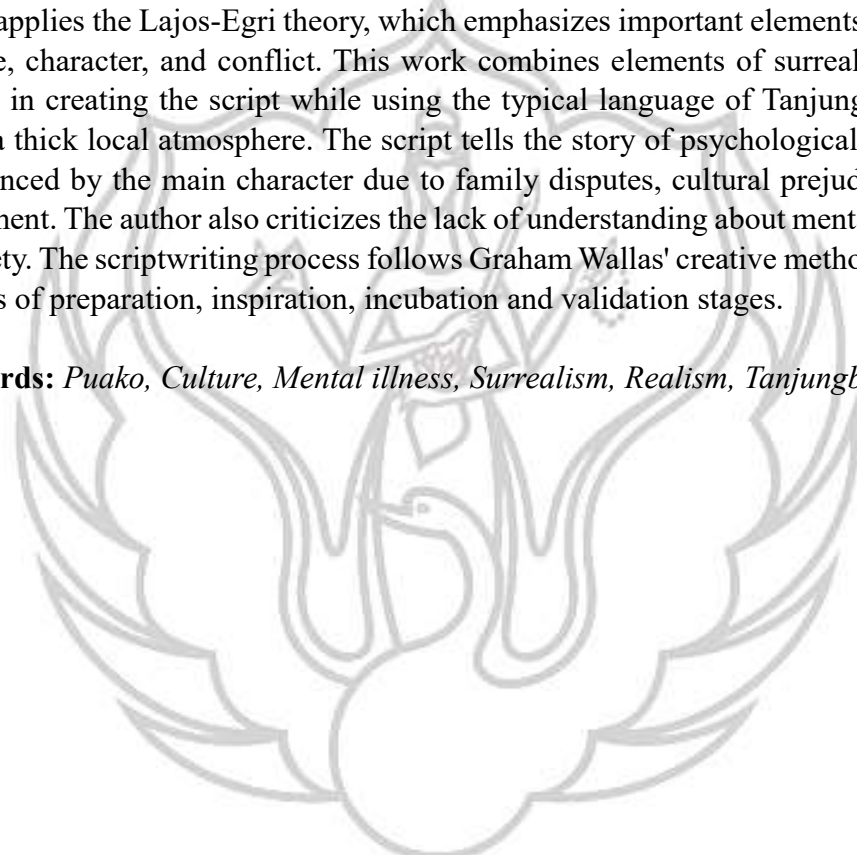 applies the Lajos-Egri theory, which emphasizes important elements
e, character, and conflict. This work combines elements of surreal
in creating the script while using the typical language of Tanjung
a thick local atmosphere. The script tells the story of psychological
nced by the main character due to family disputes, cultural prejud
nent. The author also criticizes the lack of understanding about ment
ety. The scriptwriting process follows Graham Wallas' creative metho
s of preparation, inspiration, incubation and validation stages.
rds: Puako, Culture, Mental illness, Surrealism, Realism, Tanjungb